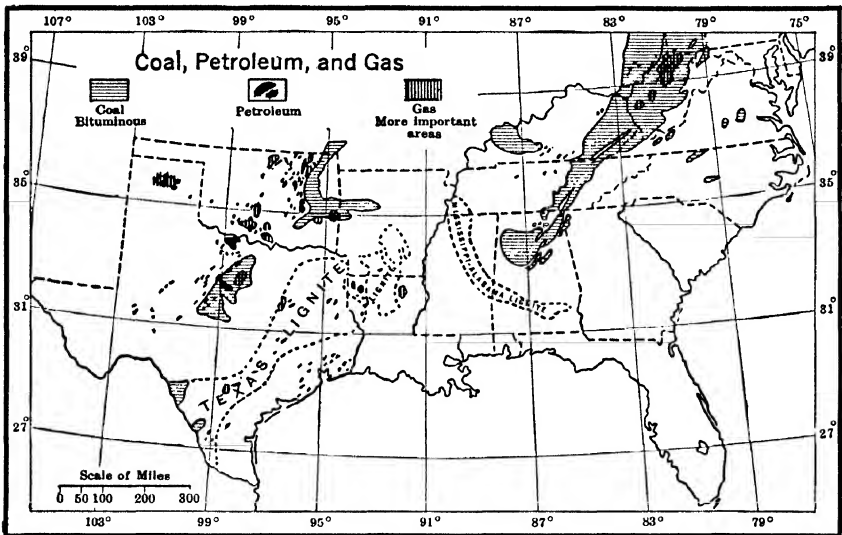 107° 103° 99° 95° 91° 87° 83° 79° 75°
Coal, Petroleum, and Gas
Coal
Bituminous
Petroleum
Gas
More important
areas
39° 39°
35° 35°
31° 31°
27° 27°
TEXAS LIGNITE
Scale of Miles
0 50 100 200 300
103° 99° 95° 91° 87° 83° 79°